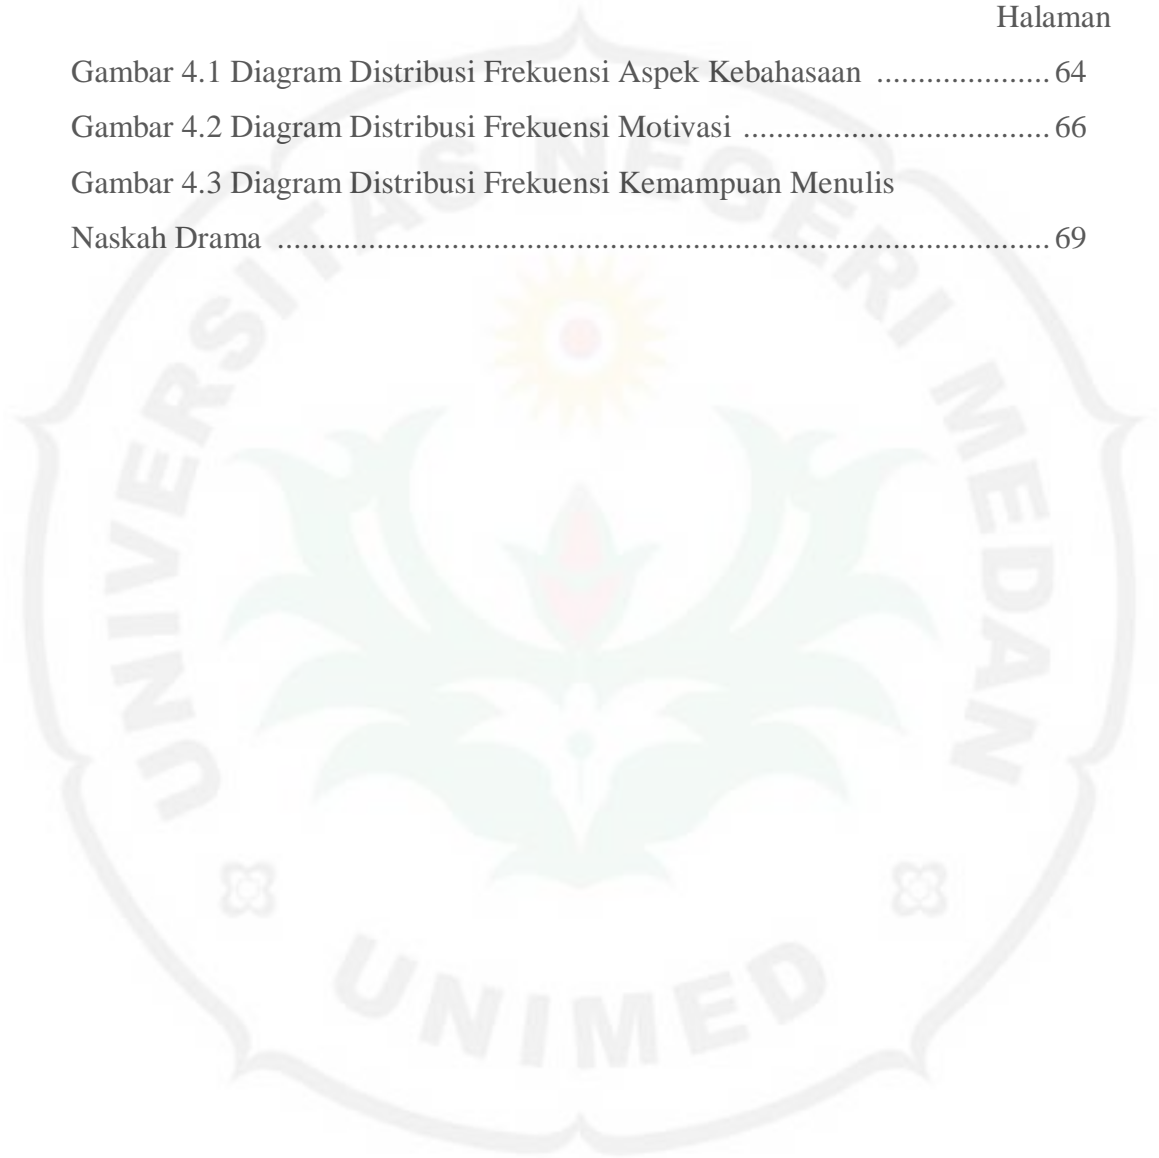 Halaman
Gambar 4.1 Diagram Distribusi Frekuensi Aspek Kebahasaan ..................... 64
Gambar 4.2 Diagram Distribusi Frekuensi Motivasi ..................................... 66
Gambar 4.3 Diagram Distribusi Frekuensi Kemampuan Menulis
Naskah Drama .............................................................................................. 69
UNIVERSITAS NEGERI MEDAN
UNIMED